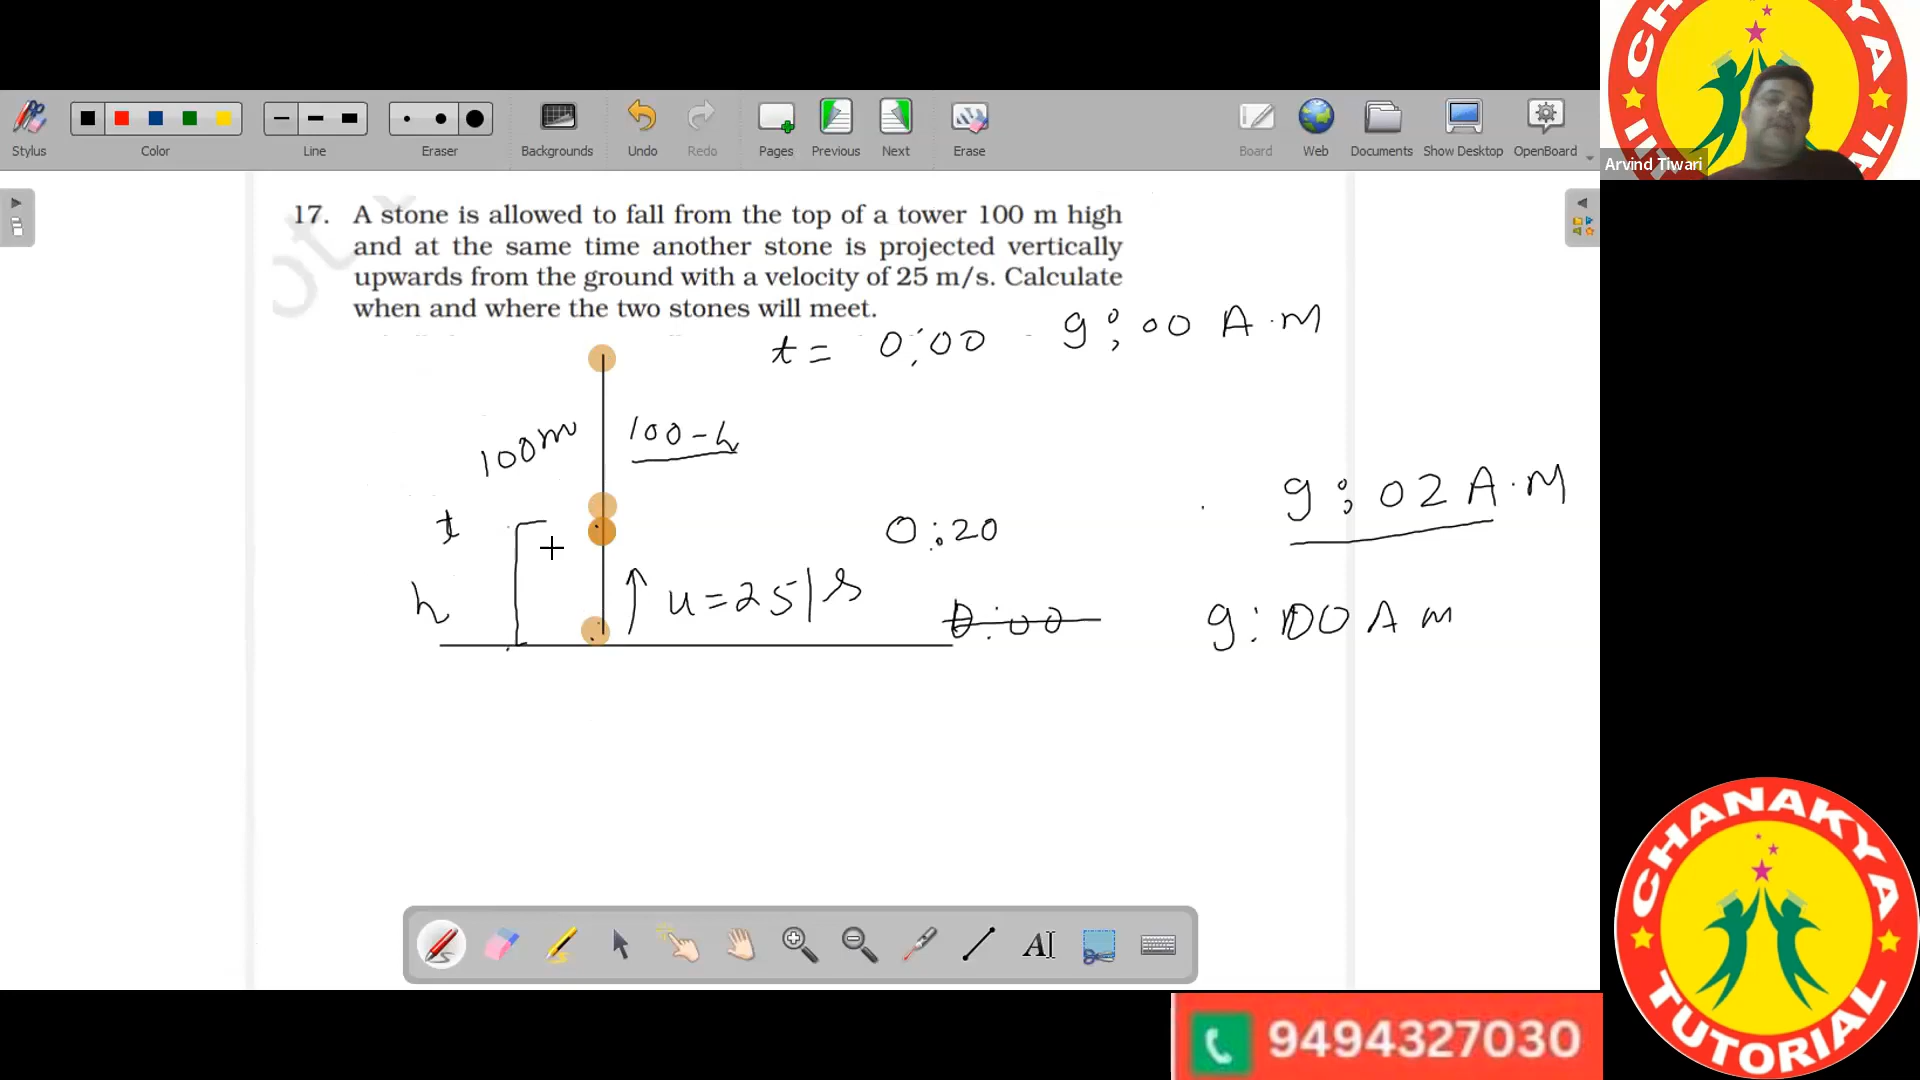 Stylus
Color
Line
Eraser
Backgrounds
Undo
Redo
Pages
Previous
Next
Erase
Board
Web
Documents
Show Desktop
OpenBoard
Arvind Tiwari
17. A stone is allowed to fall from the top of a tower 100 m high
and at the same time another stone is projected vertically
upwards from the ground with a velocity of 25 m/s. Calculate
when and where the two stones will meet.
t = 0:00 9:00 A.M
100m
100-h
9:02 A.M
t
0:20
h
u=25/s
0:00
9:00 A m
AI
CHANAKYA
TUTORIAL
9494327030